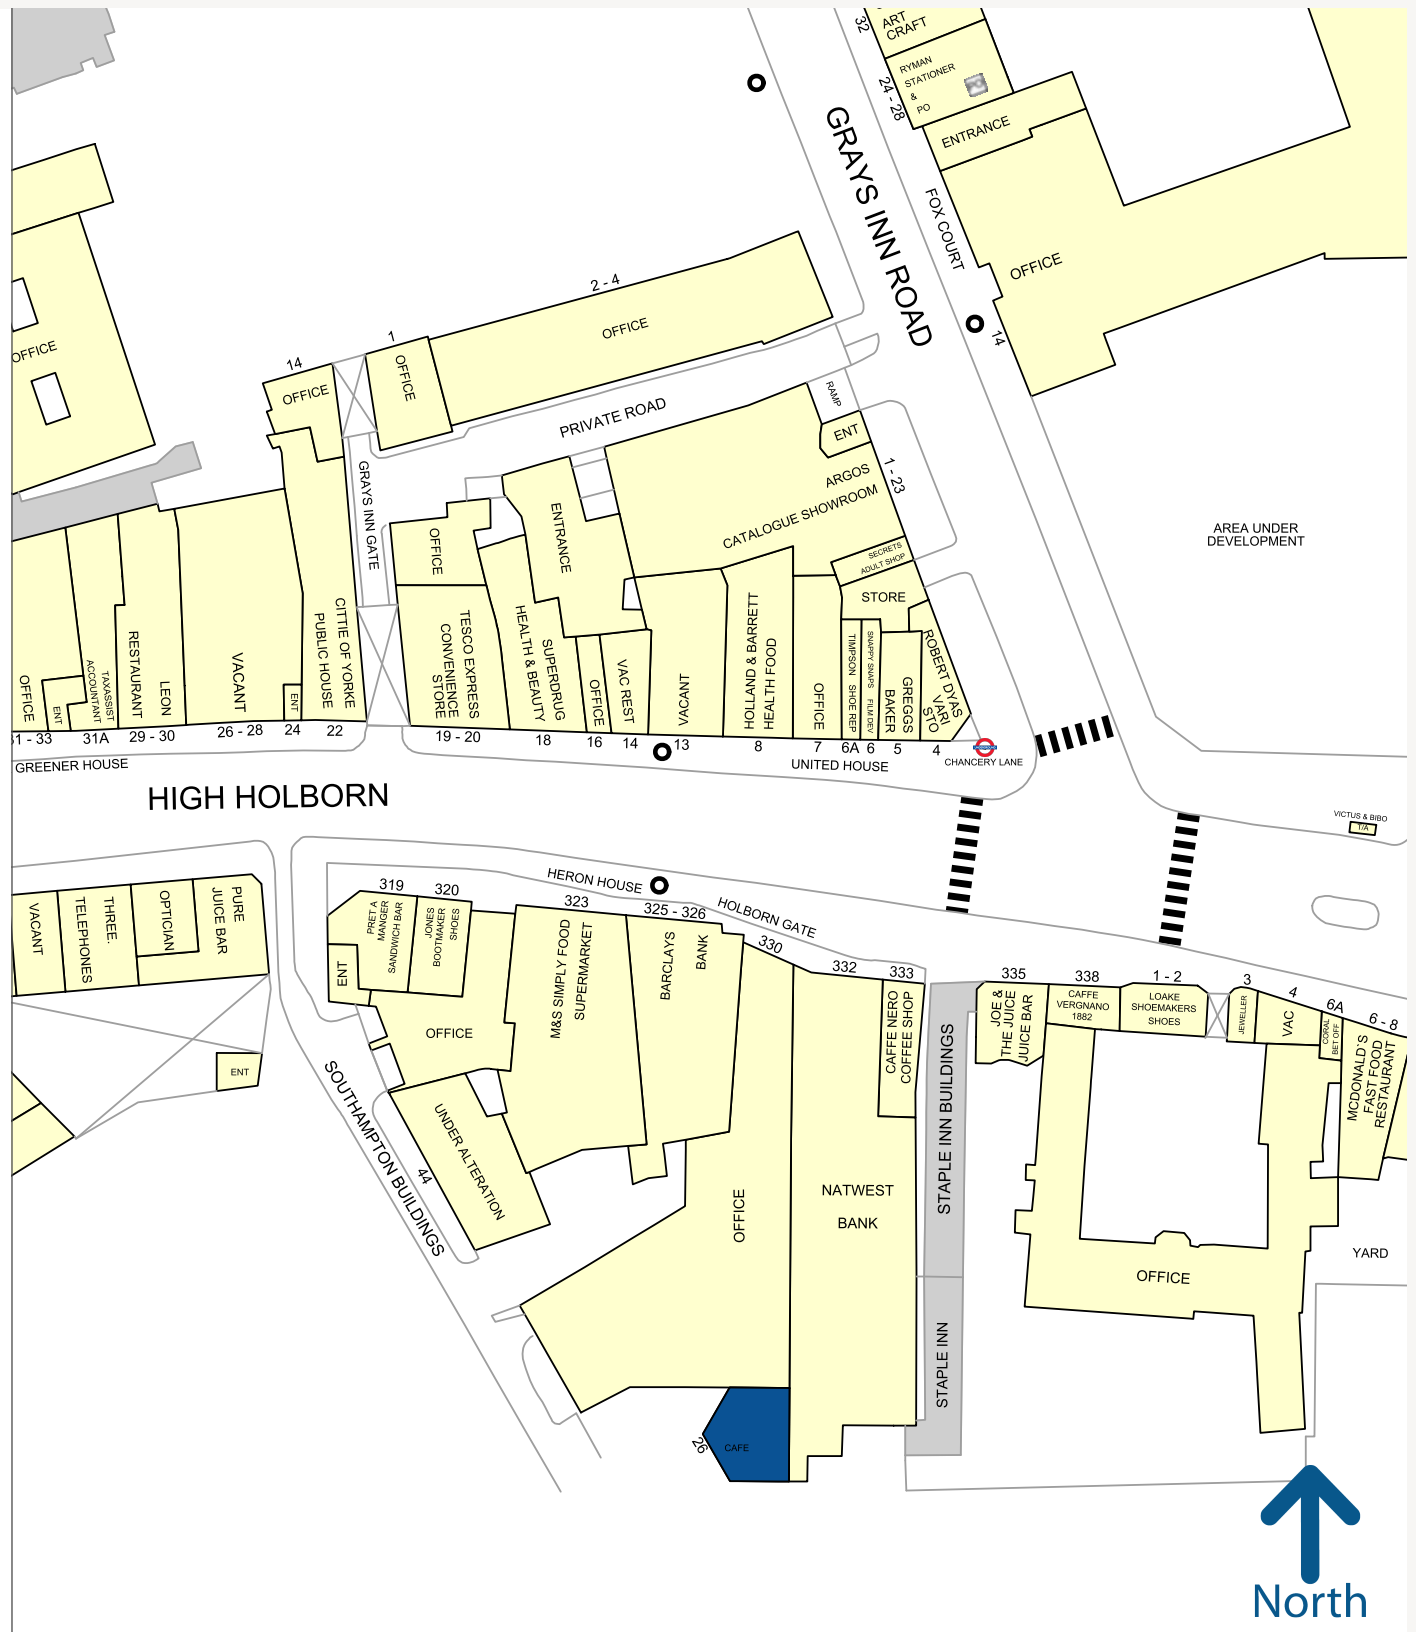 32
ART
CRAFT
RYMAN
STATIONER
&
PO
24 - 28
ENTRANCE
GRAYS INN ROAD
FOX COURT
OFFICE
14
2 - 4
OFFICE
1
OFFICE
14
OFFICE
OFFICE
PRIVATE ROAD
RAMP
ENT
1 - 23
ARGOS
CATALOGUE SHOWROOM
SECRETS
ADULT SHOP
STORE
AREA UNDER
DEVELOPMENT
GRAYS INN GATE
OFFICE
ENTRANCE
OFFICE
ENT
TAXASSIST
ACCOUNTANT
LEON
RESTAURANT
VACANT
ENT
CITTIE OF YORKE
PUBLIC HOUSE
TESCO EXPRESS
CONVENIENCE
STORE
SUPERDRUG
HEALTH & BEAUTY
OFFICE
VAC REST
VACANT
HOLLAND & BARRETT
HEALTH FOOD
OFFICE
TIMPSON SHOE REP
SNAPPY SNAPS FILM DEV
GREGGS
BAKER
ROBERT DYAS
VARI
STO
31 - 33
31A
29 - 30
26 - 28
24
22
19 - 20
18
16
14
13
8
7
6A
6
5
4
CHANCERY LANE
GREENER HOUSE
UNITED HOUSE
HIGH HOLBORN
VICTUS & BIBO
T/A
VACANT
THREE.
TELEPHONES
OPTICIAN
PURE
JUICE BAR
ENT
HERON HOUSE
HOLBORN GATE
319
320
323
325 - 326
330
332
333
335
338
1 - 2
3
4
6A
6 - 8
PRET A
MANGER
SANDWICH BAR
ENT
JONES
BOOTMAKER
SHOES
OFFICE
M&S SIMPLY FOOD
SUPERMARKET
BARCLAYS
BANK
CAFFE NERO
COFFEE SHOP
STAPLE INN BUILDINGS
JOE &
THE JUICE
JUICE BAR
CAFFE
VERGNANO
1882
LOAKE
SHOEMAKERS
SHOES
JEWELLER
VAC
CORAL
BET OFF
MCDONALD`S
FAST FOOD
RESTAURANT
SOUTHAMPTON BUILDINGS
44
UNDER ALTERATION
OFFICE
NATWEST
BANK
STAPLE INN
OFFICE
YARD
26
CAFE
North